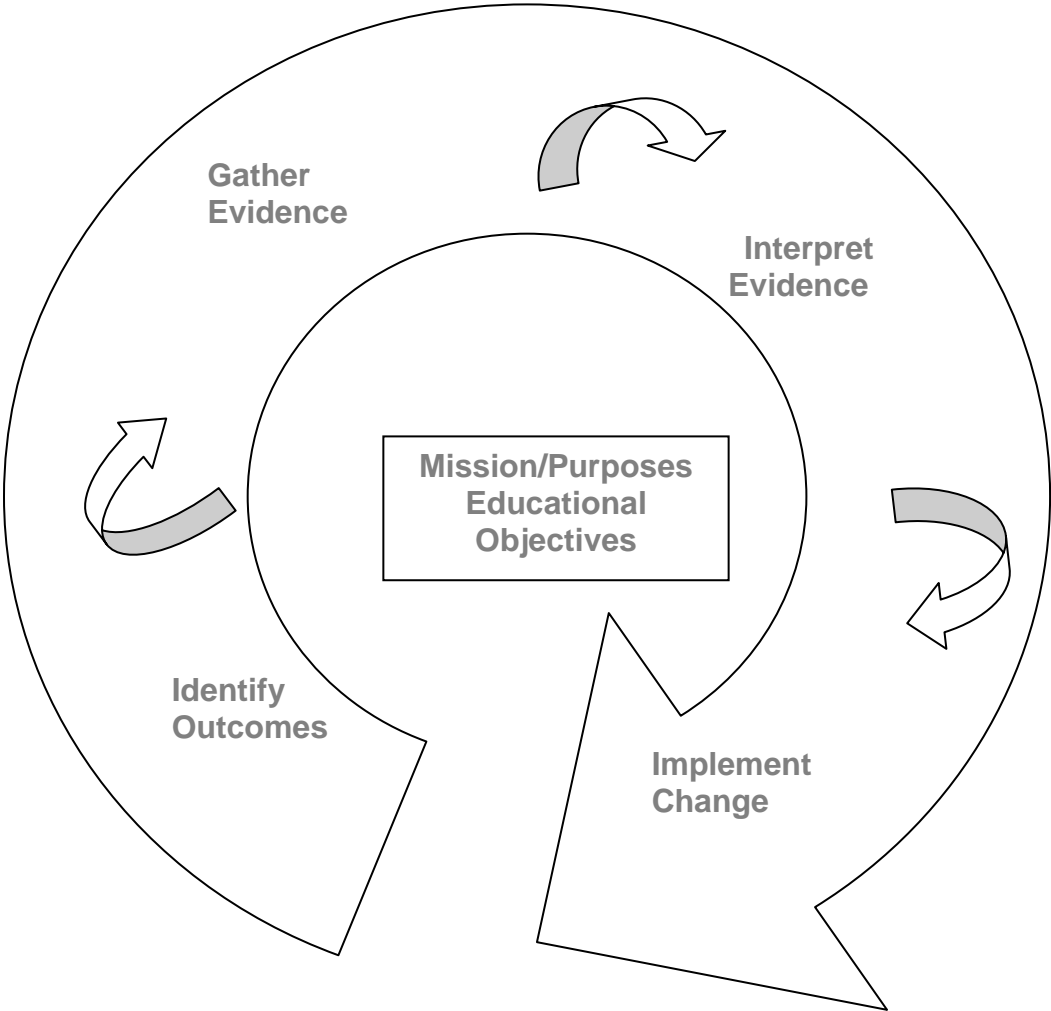 Gather
Evidence
Interpret
Evidence
Mission/Purposes
Educational
Objectives
Identify
Outcomes
Implement
Change